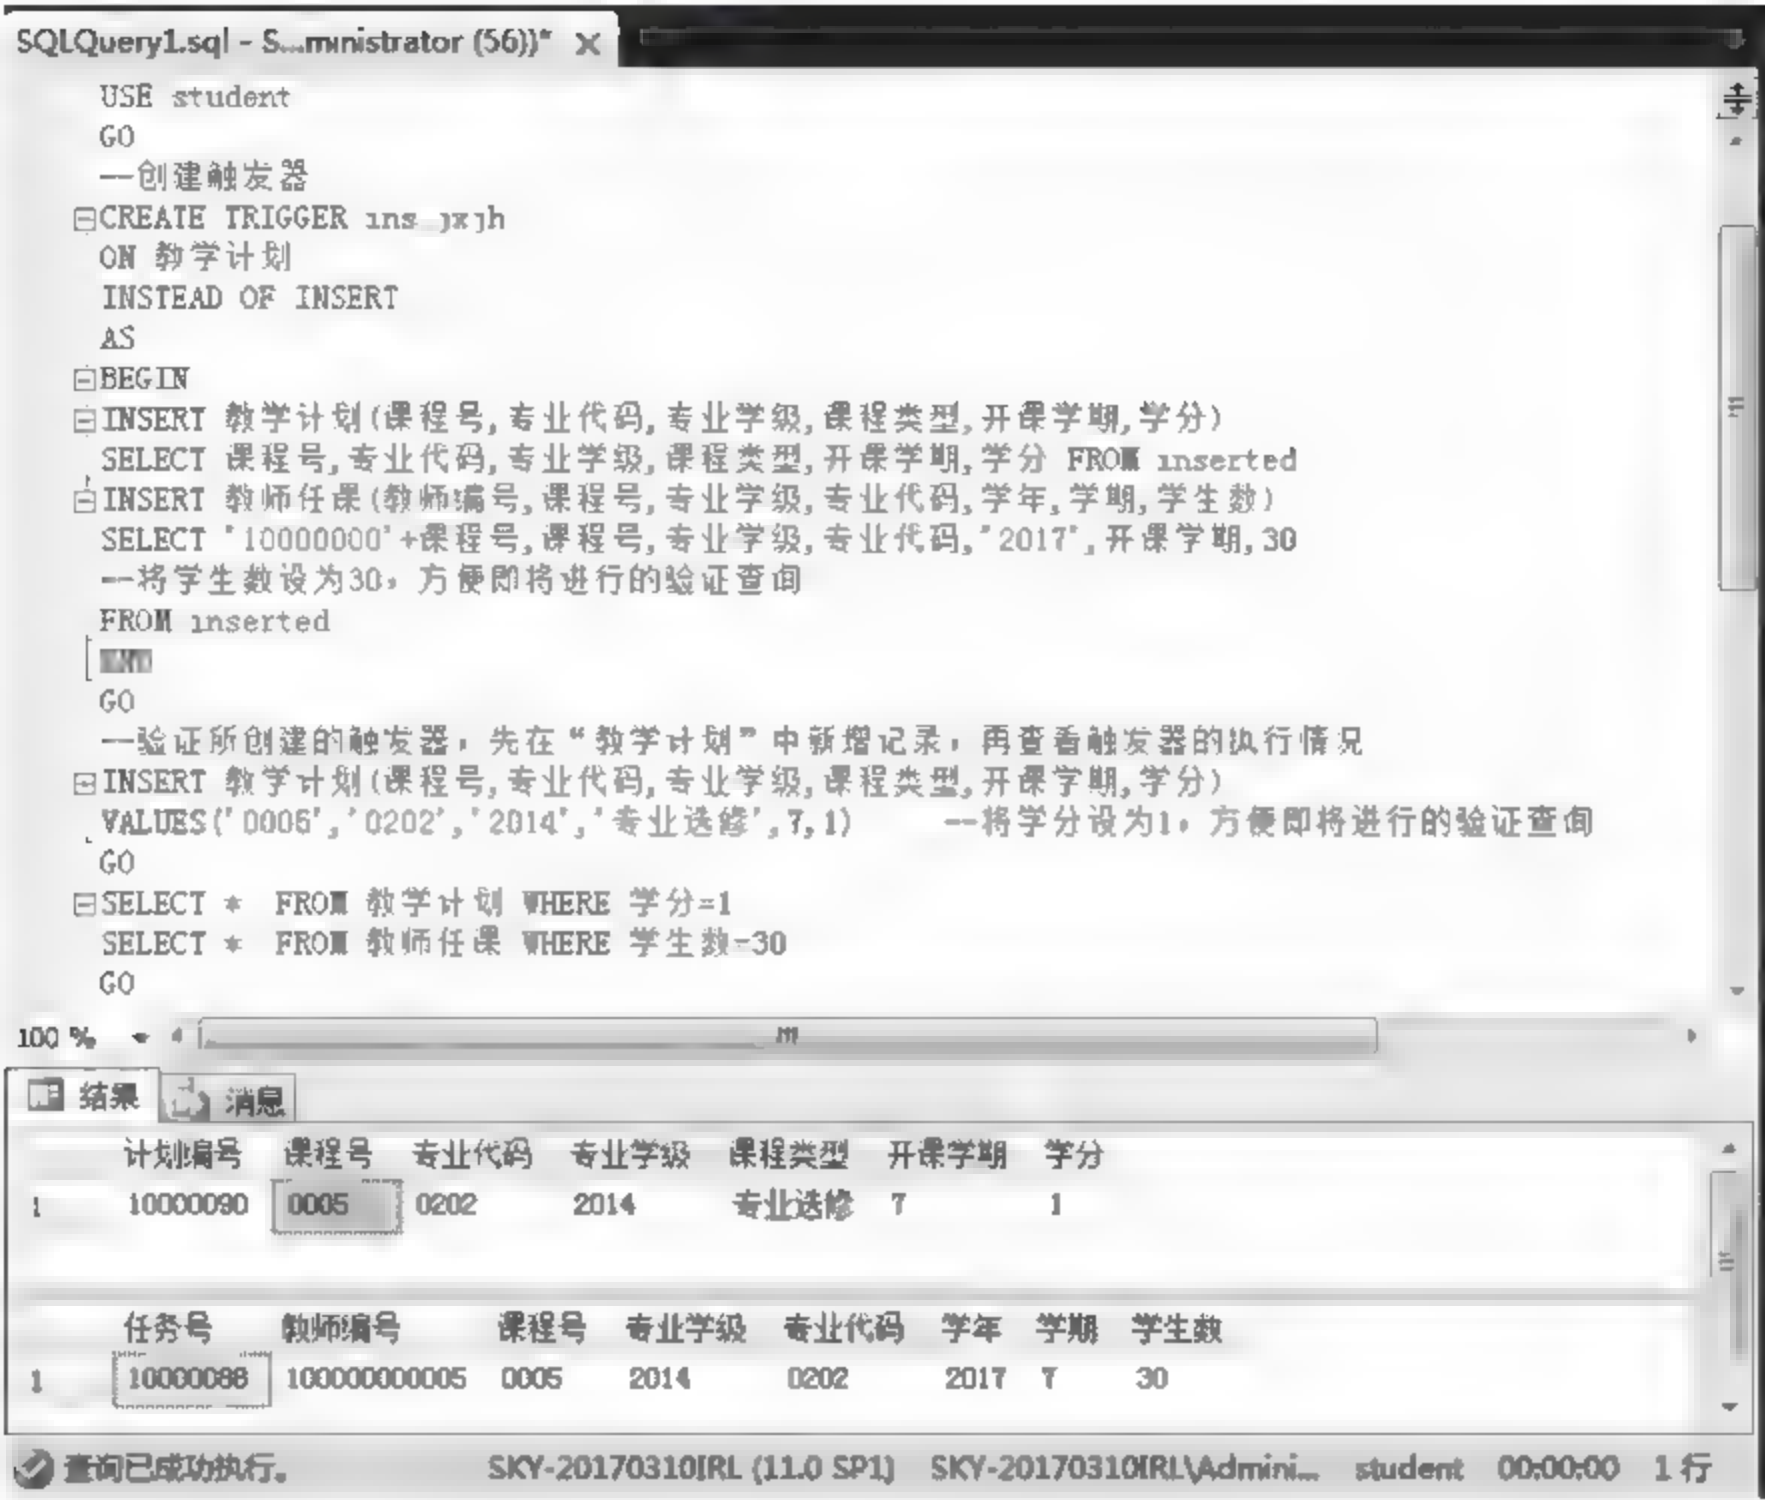 SQLQuery1.sql - S...ministrator (56))* ×
USE student
GO
--创建触发器
CREATE TRIGGER ins_jxjh
ON 教学计划
INSTEAD OF INSERT
AS
BEGIN
INSERT 教学计划(课程号,专业代码,专业学级,课程类型,开课学期,学分)
SELECT 课程号,专业代码,专业学级,课程类型,开课学期,学分 FROM inserted
INSERT 教师任课(教师编号,课程号,专业学级,专业代码,学年,学期,学生数)
SELECT '10000000'+课程号,课程号,专业学级,专业代码,'2017',开课学期,30
--将学生数设为30,方便即将进行的验证查询
FROM inserted
END
GO
--验证所创建的触发器,先在“教学计划”中新增记录,再查看触发器的执行情况
INSERT 教学计划(课程号,专业代码,专业学级,课程类型,开课学期,学分)
VALUES('0006','0202','2014','专业选修',7,1) --将学分设为1,方便即将进行的验证查询
GO
SELECT * FROM 教学计划 WHERE 学分=1
SELECT * FROM 教师任课 WHERE 学生数=30
GO
100 %
结果 消息
计划编号 课程号 专业代码 专业学级 课程类型 开课学期 学分
1 10000090 0005 0202 2014 专业选修 7 1
任务号 教师编号 课程号 专业学级 专业代码 学年 学期 学生数
1 10000088 100000000005 0005 2014 0202 2017 7 30
查询已成功执行。 SKY-20170310IRL (11.0 SP1) SKY-20170310IRL\Admini... student 00:00:00 1 行